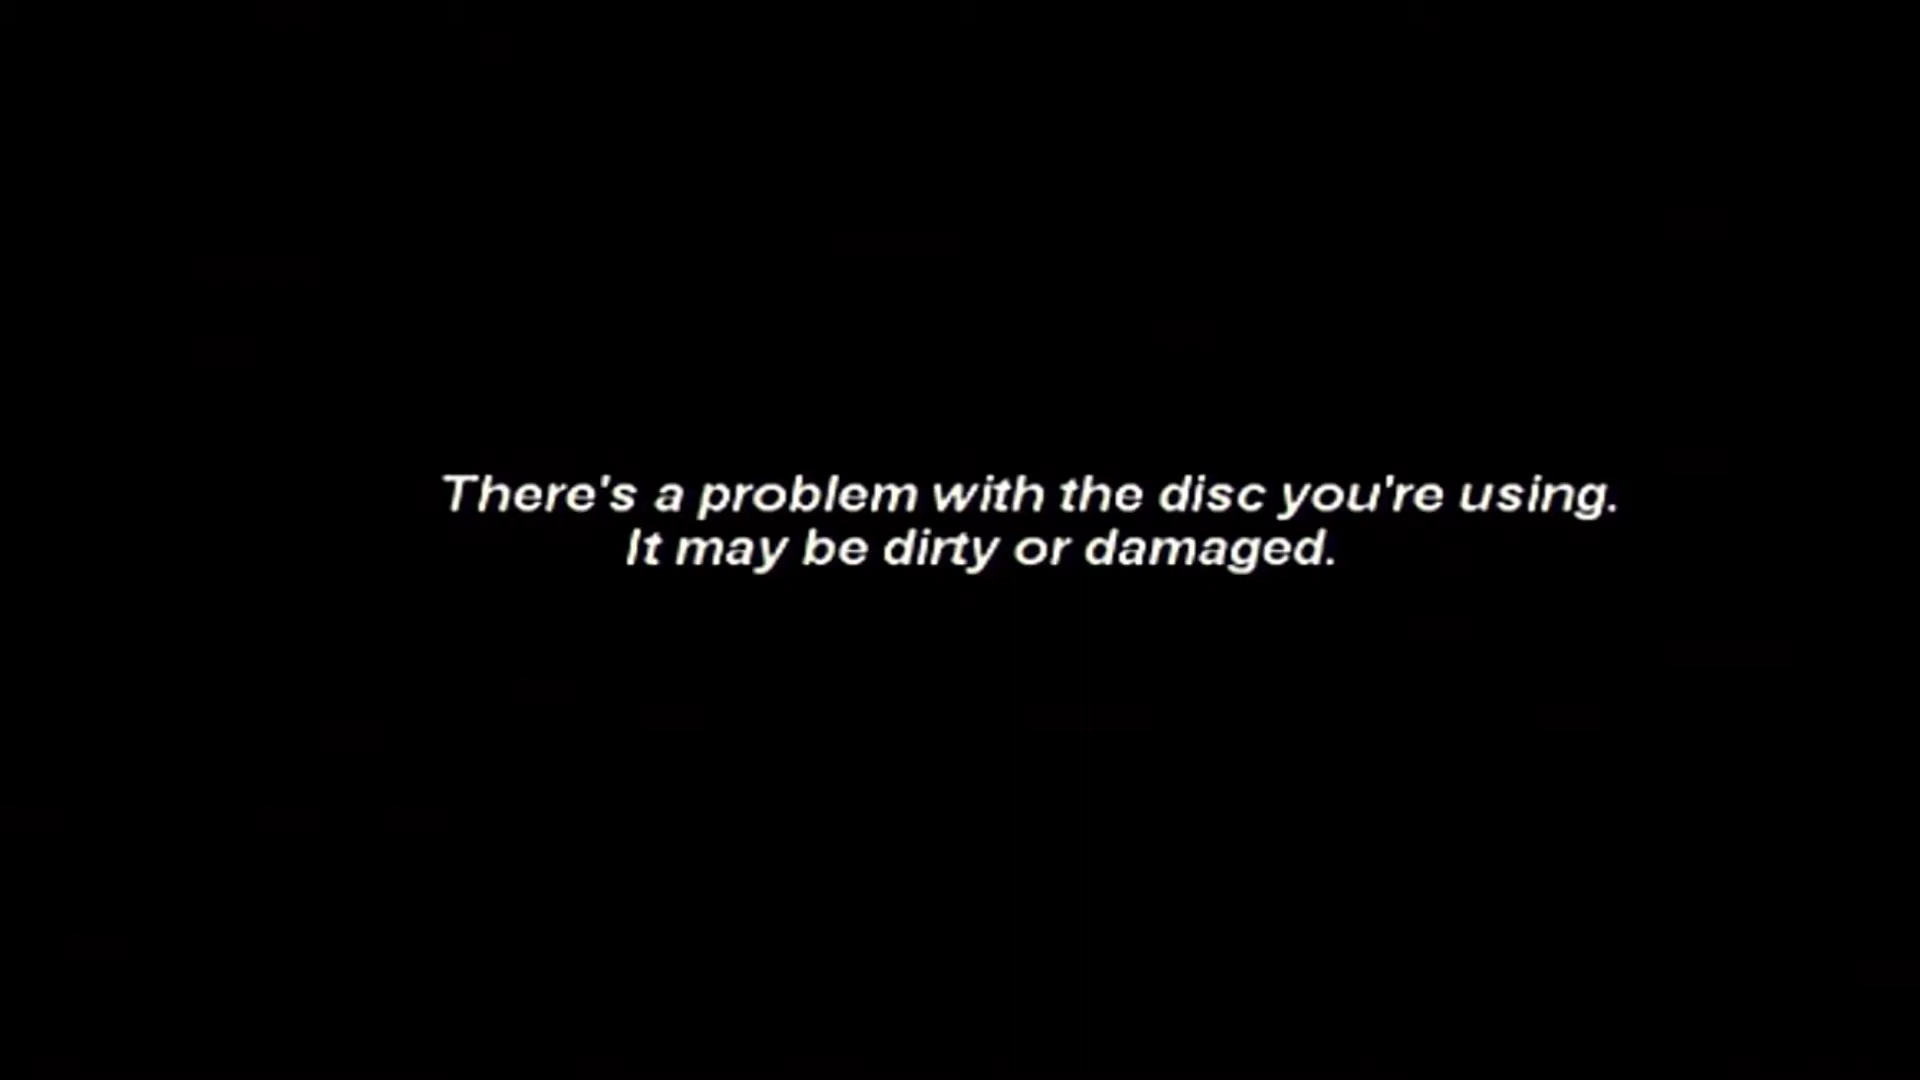 There's a problem with the disc you're using.
It may be dirty or damaged.